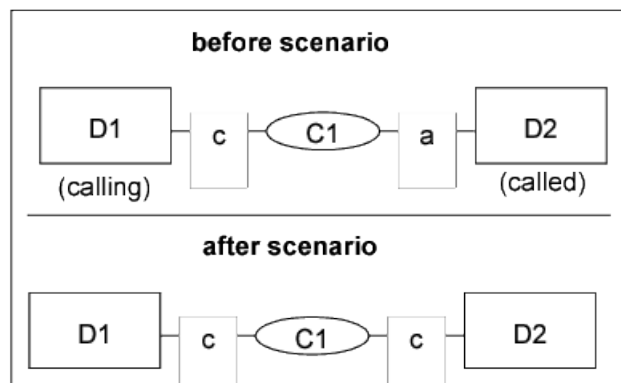 before scenario
D1 c C1 a D2
(calling) (called)
after scenario
D1 c C1 c D2